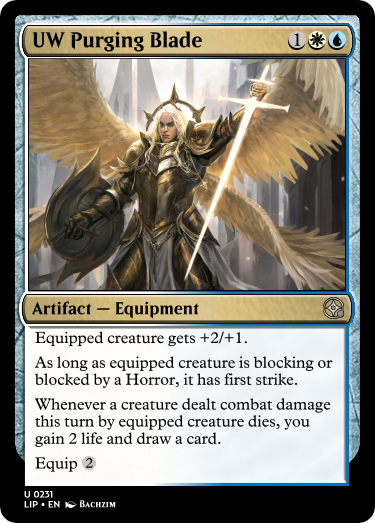 UW Purging Blade 1
Artifact — Equipment
Equipped creature gets +2/+1.
As long as equipped creature is blocking or
blocked by a Horror, it has first strike.
Whenever a creature dealt combat damage
this turn by equipped creature dies, you
gain 2 life and draw a card.
Equip 2
U 0231
LIP • EN Bachzim